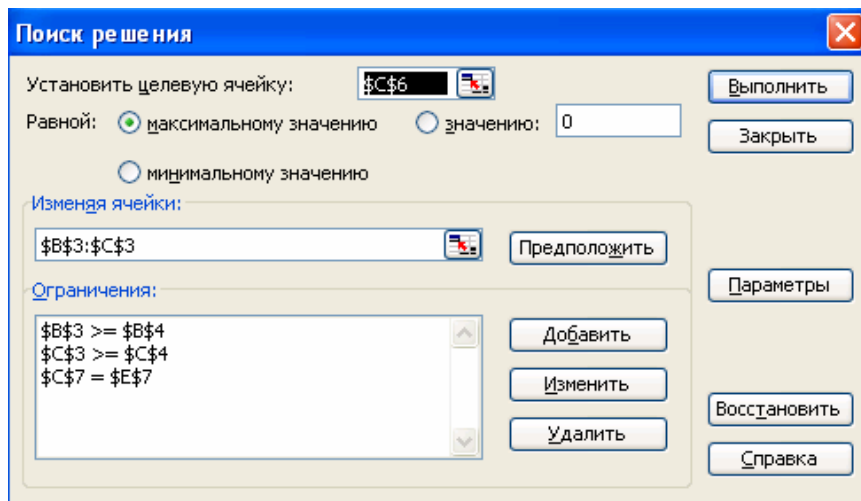 Поиск решения
Установить целевую ячейку: $C$6
Выполнить
Равной: максимальному значению значению: 0
Закрыть
минимальному значению
Изменяя ячейки:
$B$3:$C$3
Предположить
Параметры
Ограничения:
$B$3 >= $B$4
$C$3 >= $C$4
$C$7 = $E$7
Добавить
Изменить
Удалить
Восстановить
Справка